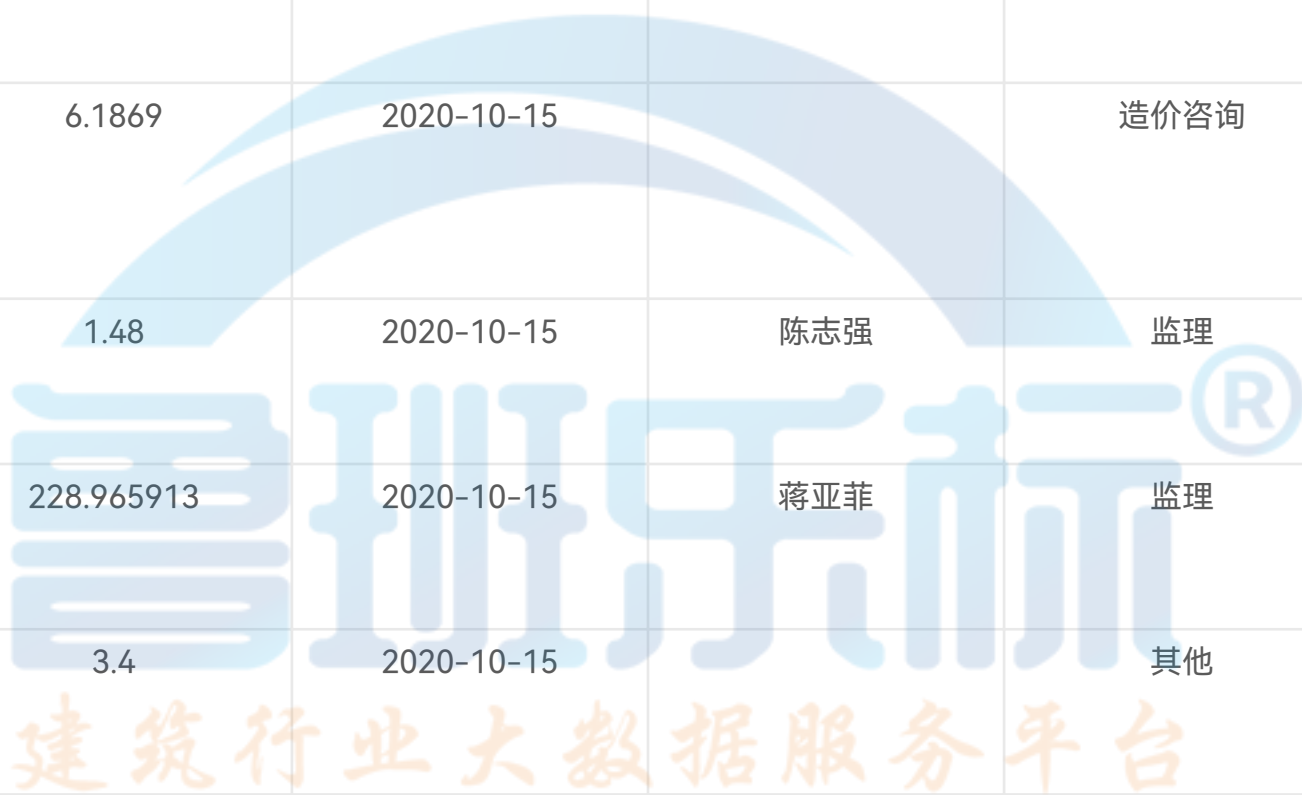 6.1869 2020-10-15 造价咨询
1.48 2020-10-15 陈志强 监理
®
鲁班乐标
228.965913 2020-10-15 蒋亚菲 监理
3.4 2020-10-15 其他
建筑行业大数据服务平台